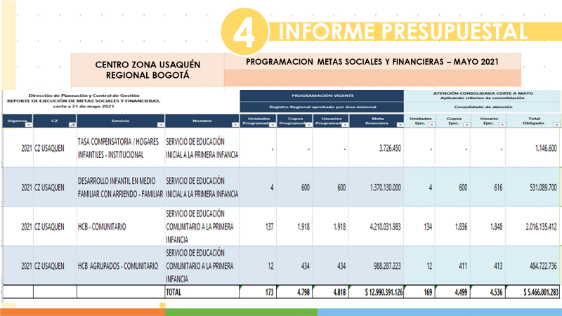 4 INFORME PRESUPUESTAL
CENTRO ZONA USAQUÉN
REGIONAL BOGOTÁ
PROGRAMACION METAS SOCIALES Y FINANCIERAS – MAYO 2021
Dirección de Planeación y Control de Gestión
REPORTE DE EJECUCIÓN DE METAS SOCIALES Y FINANCIERAS,
corte a 31 de mayo 2021
PROGRAMACIÓN VIGENTE
Registro Regional aprobado por área misional
ATENCIÓN CONSOLIDADA CORTE A MAYO
Aplicando criterios de consolidación
Consolidado de atención
Vigencia CZ Servicio Nombre Unidades Programad Cupos Programad Usuarios Programad Meta financiera Unidades Ejec. Cupos Ejec. Usuario Ejec. Total Obligado
2021 CZ USAQUEN TASA COMPENSATORIA / HOGARES INFANTILES - INSTITUCIONAL SERVICIO DE EDUCACIÓN INICIAL A LA PRIMERA INFANCIA - - - 3.726.450 - - - 1.146.600
2021 CZ USAQUEN DESARROLLO INFANTIL EN MEDIO FAMILIAR CON ARRIENDO - FAMILIAR SERVICIO DE EDUCACIÓN INICIAL A LA PRIMERA INFANCIA 4 600 600 1.370.130.000 4 600 616 531.089.700
2021 CZ USAQUEN HCB - COMUNITARIO SERVICIO DE EDUCACIÓN COMUNITARIO A LA PRIMERA INFANCIA 137 1.918 1.918 4.210.031.983 134 1.836 1.848 2.016.135.412
2021 CZ USAQUEN HCB AGRUPADOS - COMUNITARIO SERVICIO DE EDUCACIÓN COMUNITARIO A LA PRIMERA INFANCIA 12 434 434 988.287.223 12 411 413 484.722.736
TOTAL 173 4.798 4.818 $ 12.990.391.126 169 4.499 4.536 $ 5.466.001.283